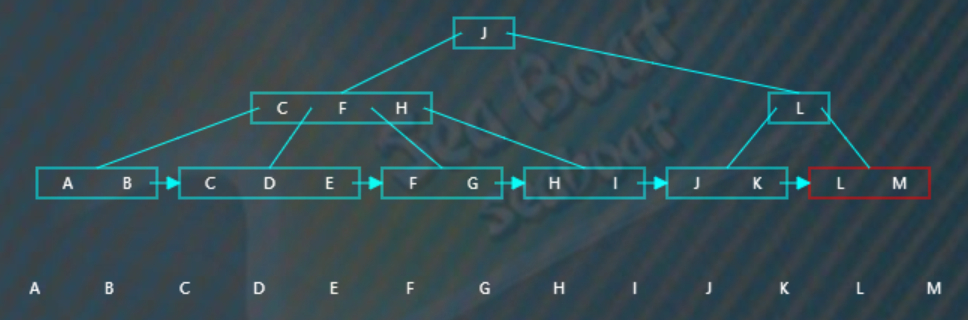 J
C F H L
A B C D E F G H I J K L M
A B C D E F G H I J K L M
Sea Boat
seaboat